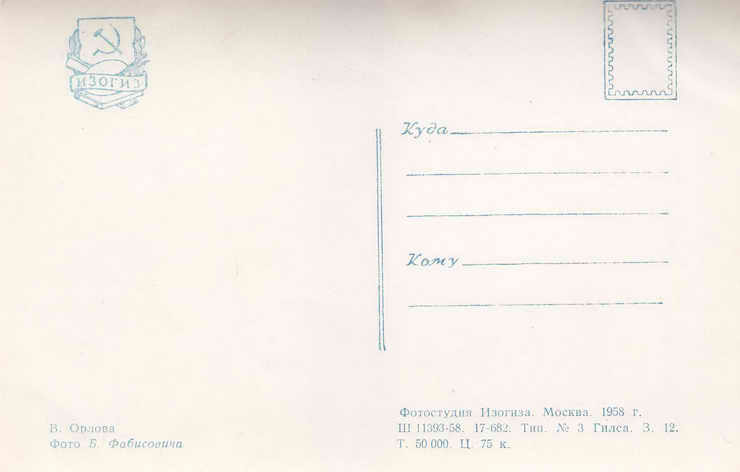 ИЗОГИЗ
Куда
Кому
В. Орлова
Фото Б. Фабисовича
Фотостудия Изогиза. Москва. 1958 г.
Ш 11393-58. 17-682. Тип. № 3 Гилса. З. 12.
Т. 50 000. Ц. 75 к.